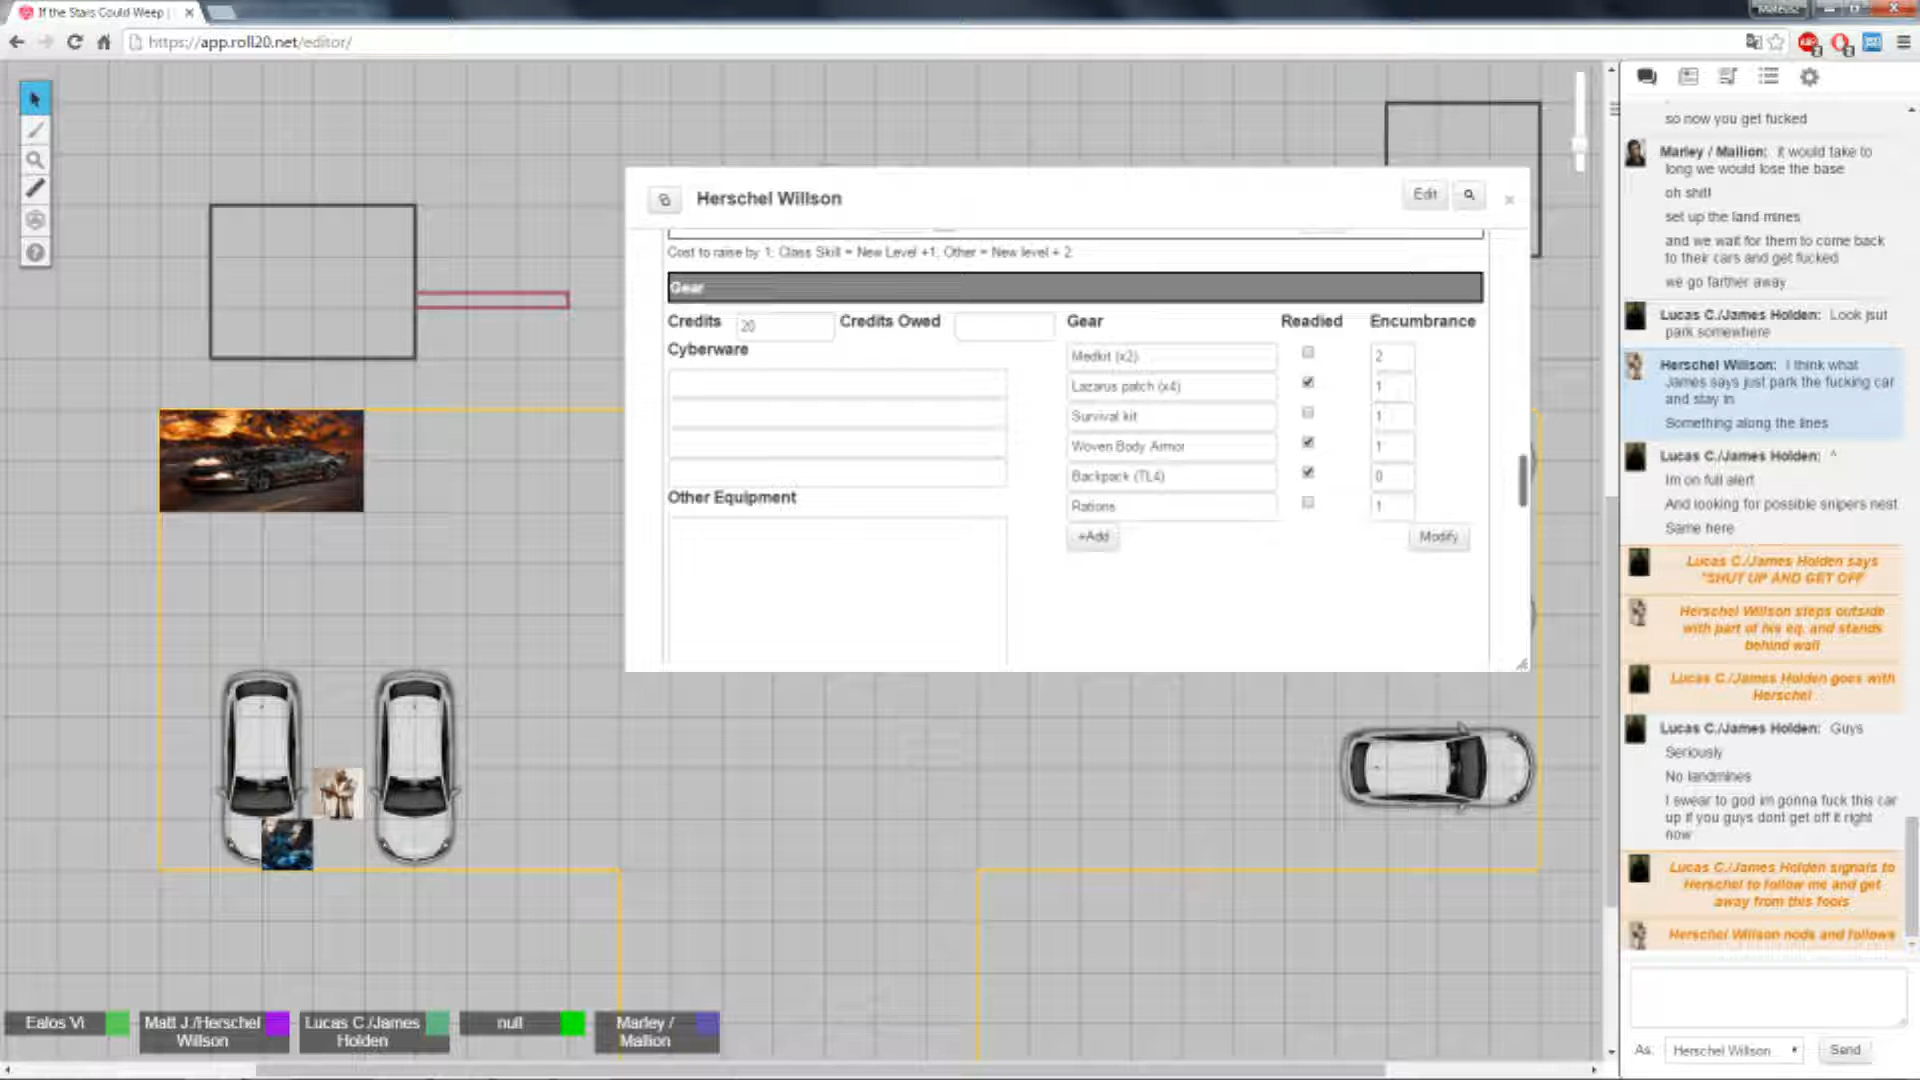 If the Stars Could Weep |
Mateusz
https://app.roll20.net/editor/
Herschel Willson
Edit
Cost to raise by 1: Class Skill = New Level +1; Other = New level + 2
Gear
Credits
20
Credits Owed
Gear
Readied
Encumbrance
Cyberware
Medkit (x2)
2
Lazarus patch (x4)
1
Survival kit
1
Woven Body Armor
1
Backpack (TL4)
0
Rations
1
Other Equipment
+Add
Modify
so now you get fucked
Marley / Mallion: it would take to
long we would lose the base
oh shit!
set up the land mines
and we wait for them to come back
to their cars and get fucked
we go farther away
Lucas C./James Holden: Look jsut
park somewhere
Herschel Willson: I think what
James says just park the fucking car
and stay in
Something along the lines
Lucas C./James Holden: ^
Im on full alert
And looking for possible snipers nest
Same here
Lucas C./James Holden says
"SHUT UP AND GET OFF
Herschel Willson steps outside
with part of his eq. and stands
behind wall
Lucas C./James Holden goes with
Herschel
Lucas C./James Holden: Guys
Seriously
No landmines
I swear to god im gonna fuck this car
up if you guys dont get off it right
now
Lucas C./James Holden signals to
Herschel to follow me and get
away from this fools
Herschel Willson nods and follows
Ealos Vi
Matt J./Herschel
Willson
Lucas C./James
Holden
null
Marley /
Mallion
As:
Herschel Willson
Send